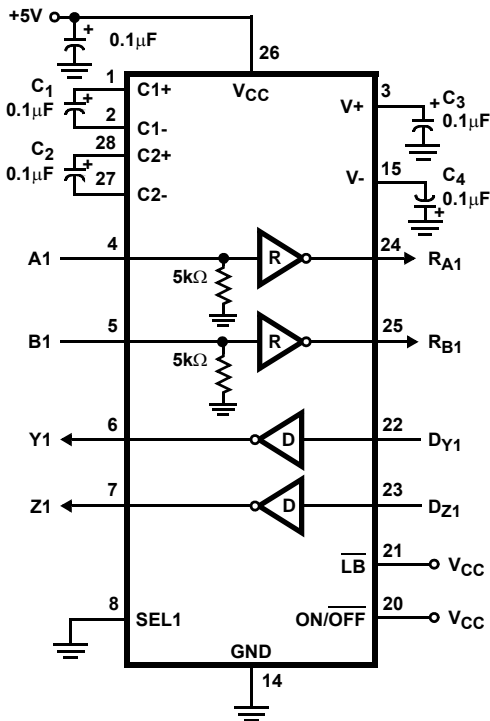 +5V
+
0.1μF
26
VCC
1
C1+
C1
0.1μF
+
2
C1-
28
C2+
C2
0.1μF
+
27
C2-
3
V+
+
C3
0.1μF
15
V-
C4
0.1μF
+
A1
4
5kΩ
R
24
RA1
B1
5
5kΩ
R
25
RB1
Y1
6
D
22
DY1
Z1
7
D
23
DZ1
LB
21
VCC
8
SEL1
ON/OFF
20
VCC
GND
14